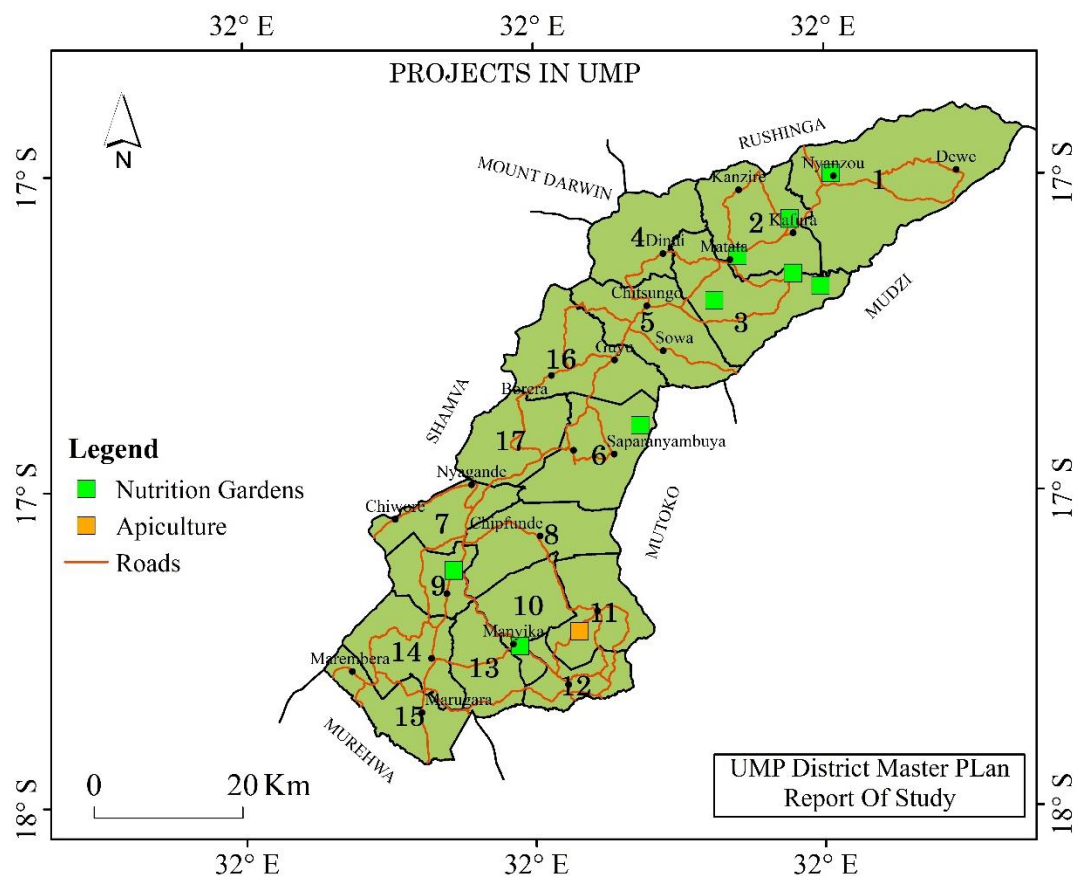 32° E 32° E 32° E
PROJECTS IN UMP
N
RUSHINGA
MOUNT DARWIN
17° S 17° S
Nyanzou
Dewe
1
Kanzire
2
Kafura
4
Dindi
Matata
MUDZI
Chitsungo
5
3
Sowa
Guyu
16
Borera
SHAMVA
17
6
Saparanyambuya
Legend
Nutrition Gardens
Apiculture
Roads
Nyagande
17° S 17° S
Chiwore
7
Chipfunde
8
MUTOKO
9
10
11
Manyika
14
13
Marembera
12
Marugara
15
MUREHWA
0 20 Km
UMP District Master PLan
Report Of Study
18° S 18° S
32° E 32° E 32° E